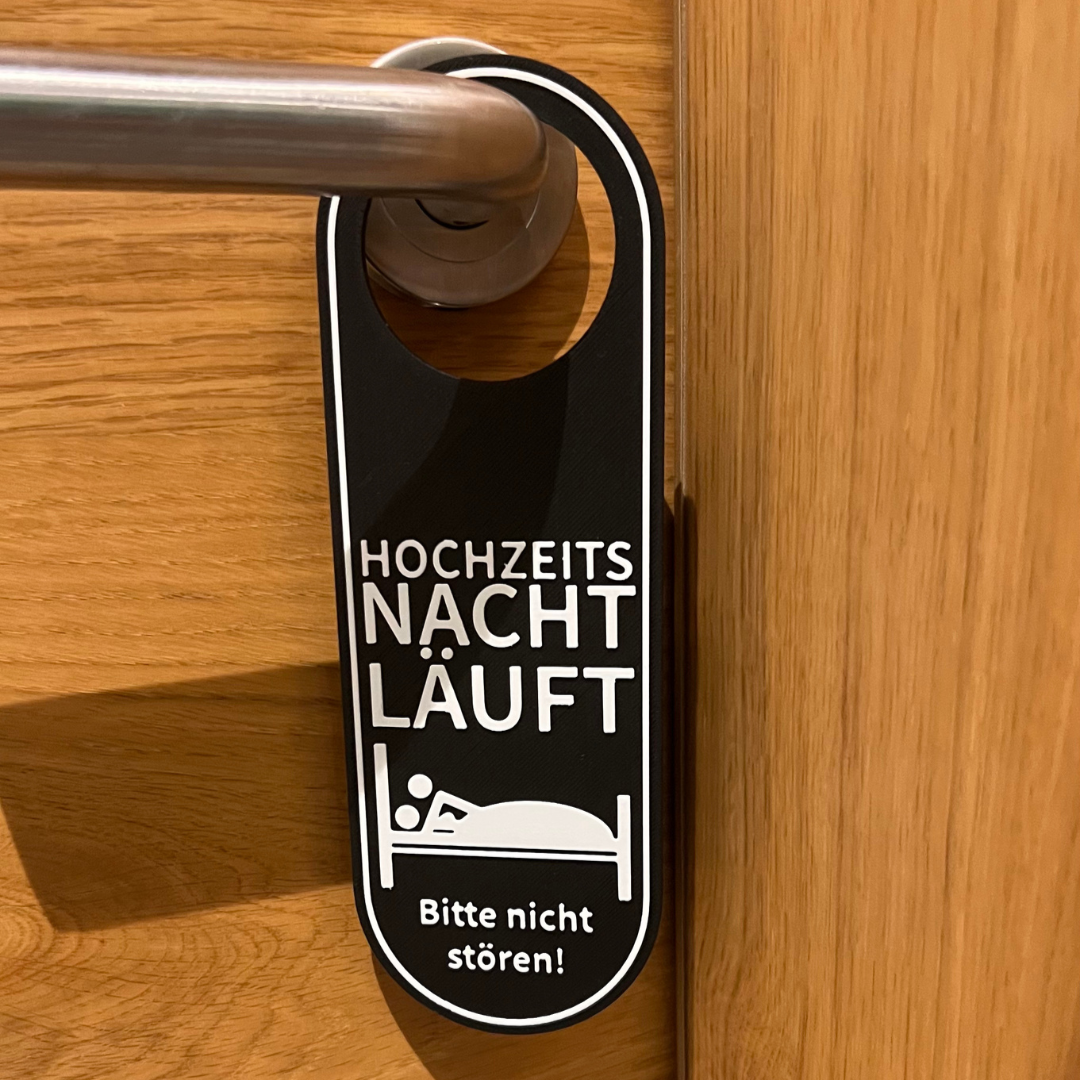 HOCHZEITS
NACHT
LÄUFT
Bitte nicht
stören!